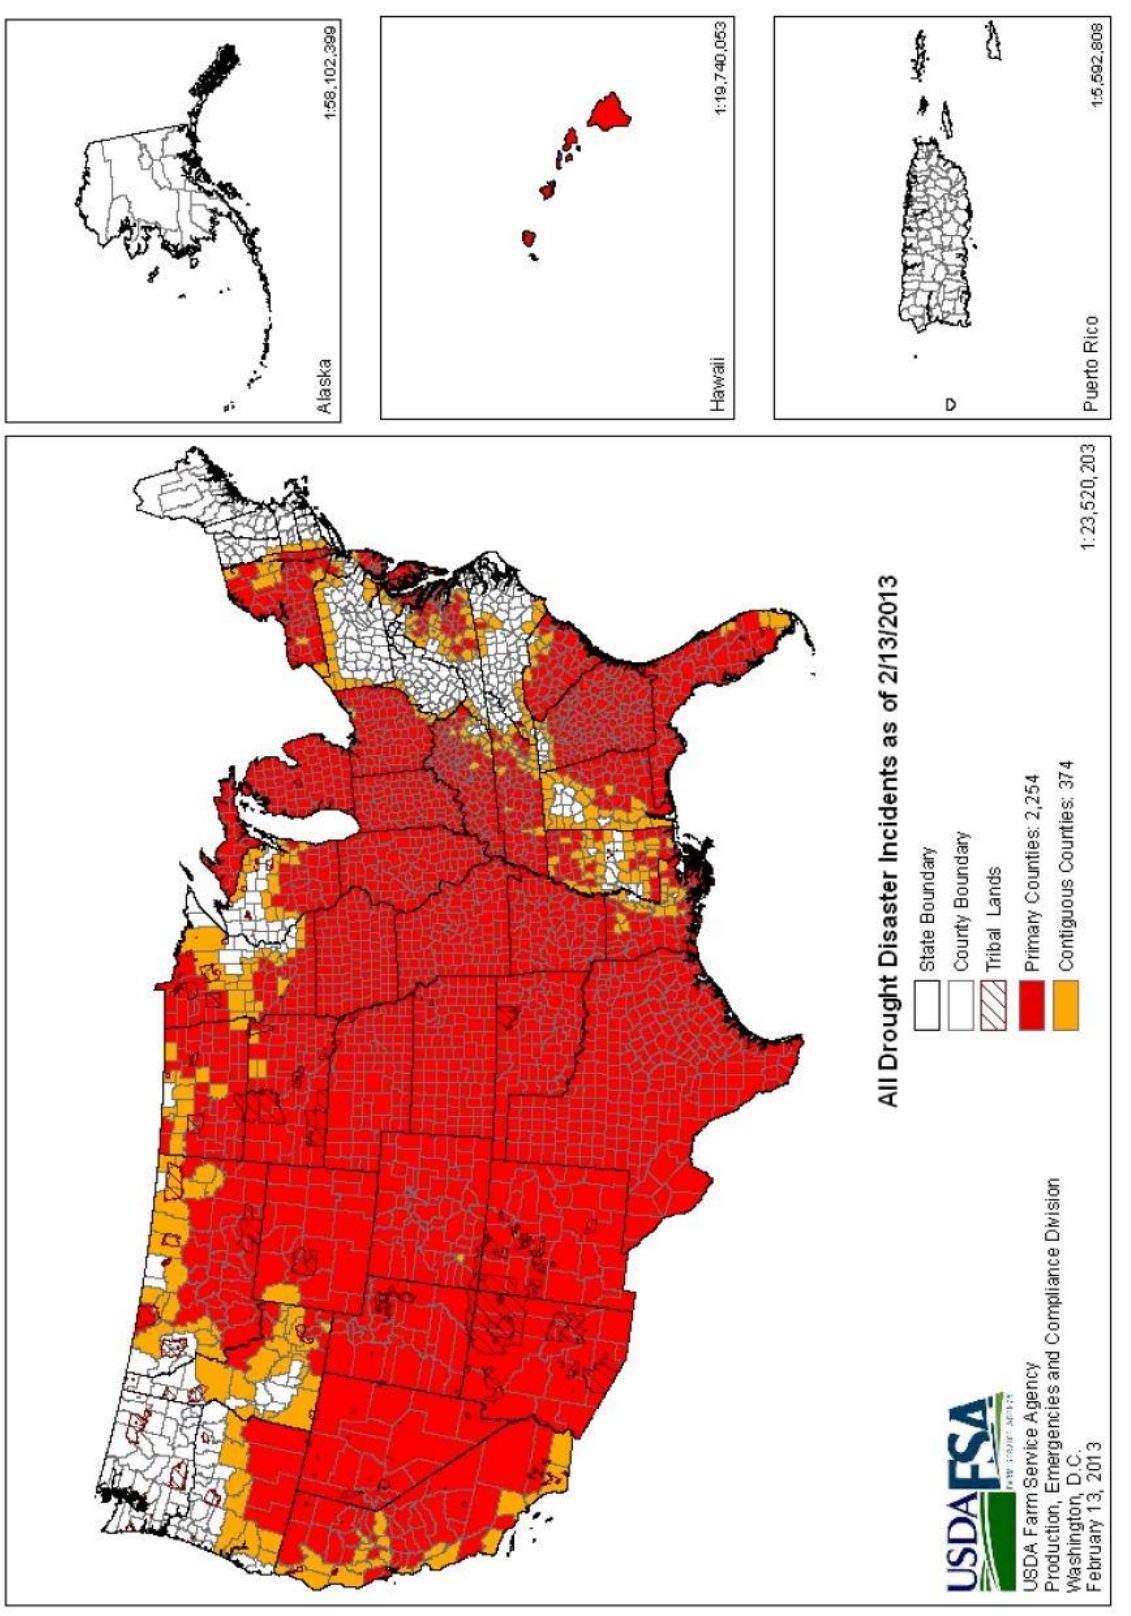 All Drought Disaster Incidents as of 2/13/2013
State Boundary
County Boundary
Tribal Lands
Primary Counties: 2,254
Contiguous Counties: 374
1:23,520,203
USDA FSA
USDA Farm Service Agency
Production, Emergencies and Compliance Division
Washington, D.C.
February 13, 2013
Alaska
1:58,102,399
Hawaii
1:19,740,053
Puerto Rico
1:5,592,808